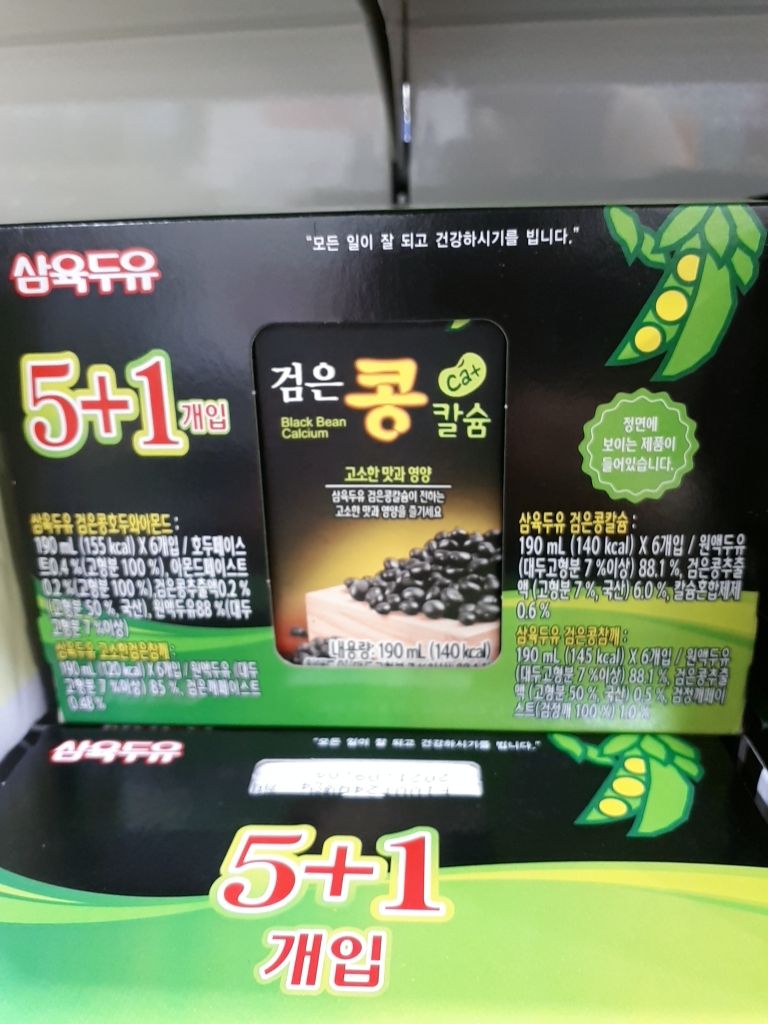 "모든 일이 잘 되고 건강하시기를 빕니다."
삼육두유
5+1개입
검은콩칼슘
Ca+
Black Bean
Calcium
고소한 맛과 영양
삼육두유 검은콩칼슘이 전하는
고소한 맛과 영양을 즐기세요
내용량: 190 mL (140 kcal)
정면에
보이는 제품이
들어있습니다.
삼육두유 검은콩호두와아몬드 :
190 mL (155 kcal) X 6개입 / 호두페이스
트0.4 %(고형분 100 %), 아몬드페이스트
0.2 %(고형분 100 %), 검은콩추출액0.2 %
(고형분 50 %, 국산), 원액두유88 %(대두
고형분 7 %이상)
삼육두유 고소한검은참깨 :
190 mL (120 kcal) X 6개입 / 원액두유 (대두
고형분 7 %이상) 85 %, 검은깨페이스트
0.48 %
삼육두유 검은콩칼슘 :
190 mL (140 kcal) X 6개입 / 원액두유
(대두고형분 7 %이상) 88.1 %, 검은콩추출
액 (고형분 7 %, 국산) 6.0 %, 칼슘혼합제제
0.6 %
삼육두유 검은콩참깨 :
190 mL (145 kcal) X 6개입 / 원액두유
(대두고형분 7 %이상) 88.1 %, 검은콩추출
액 (고형분 50 %, 국산) 0.5 %, 검정깨페이
스트(검정깨 100 %) 1.0 %
삼육두유
"모든 일이 잘 되고 건강하시기를 빕니다."
5+1
개입